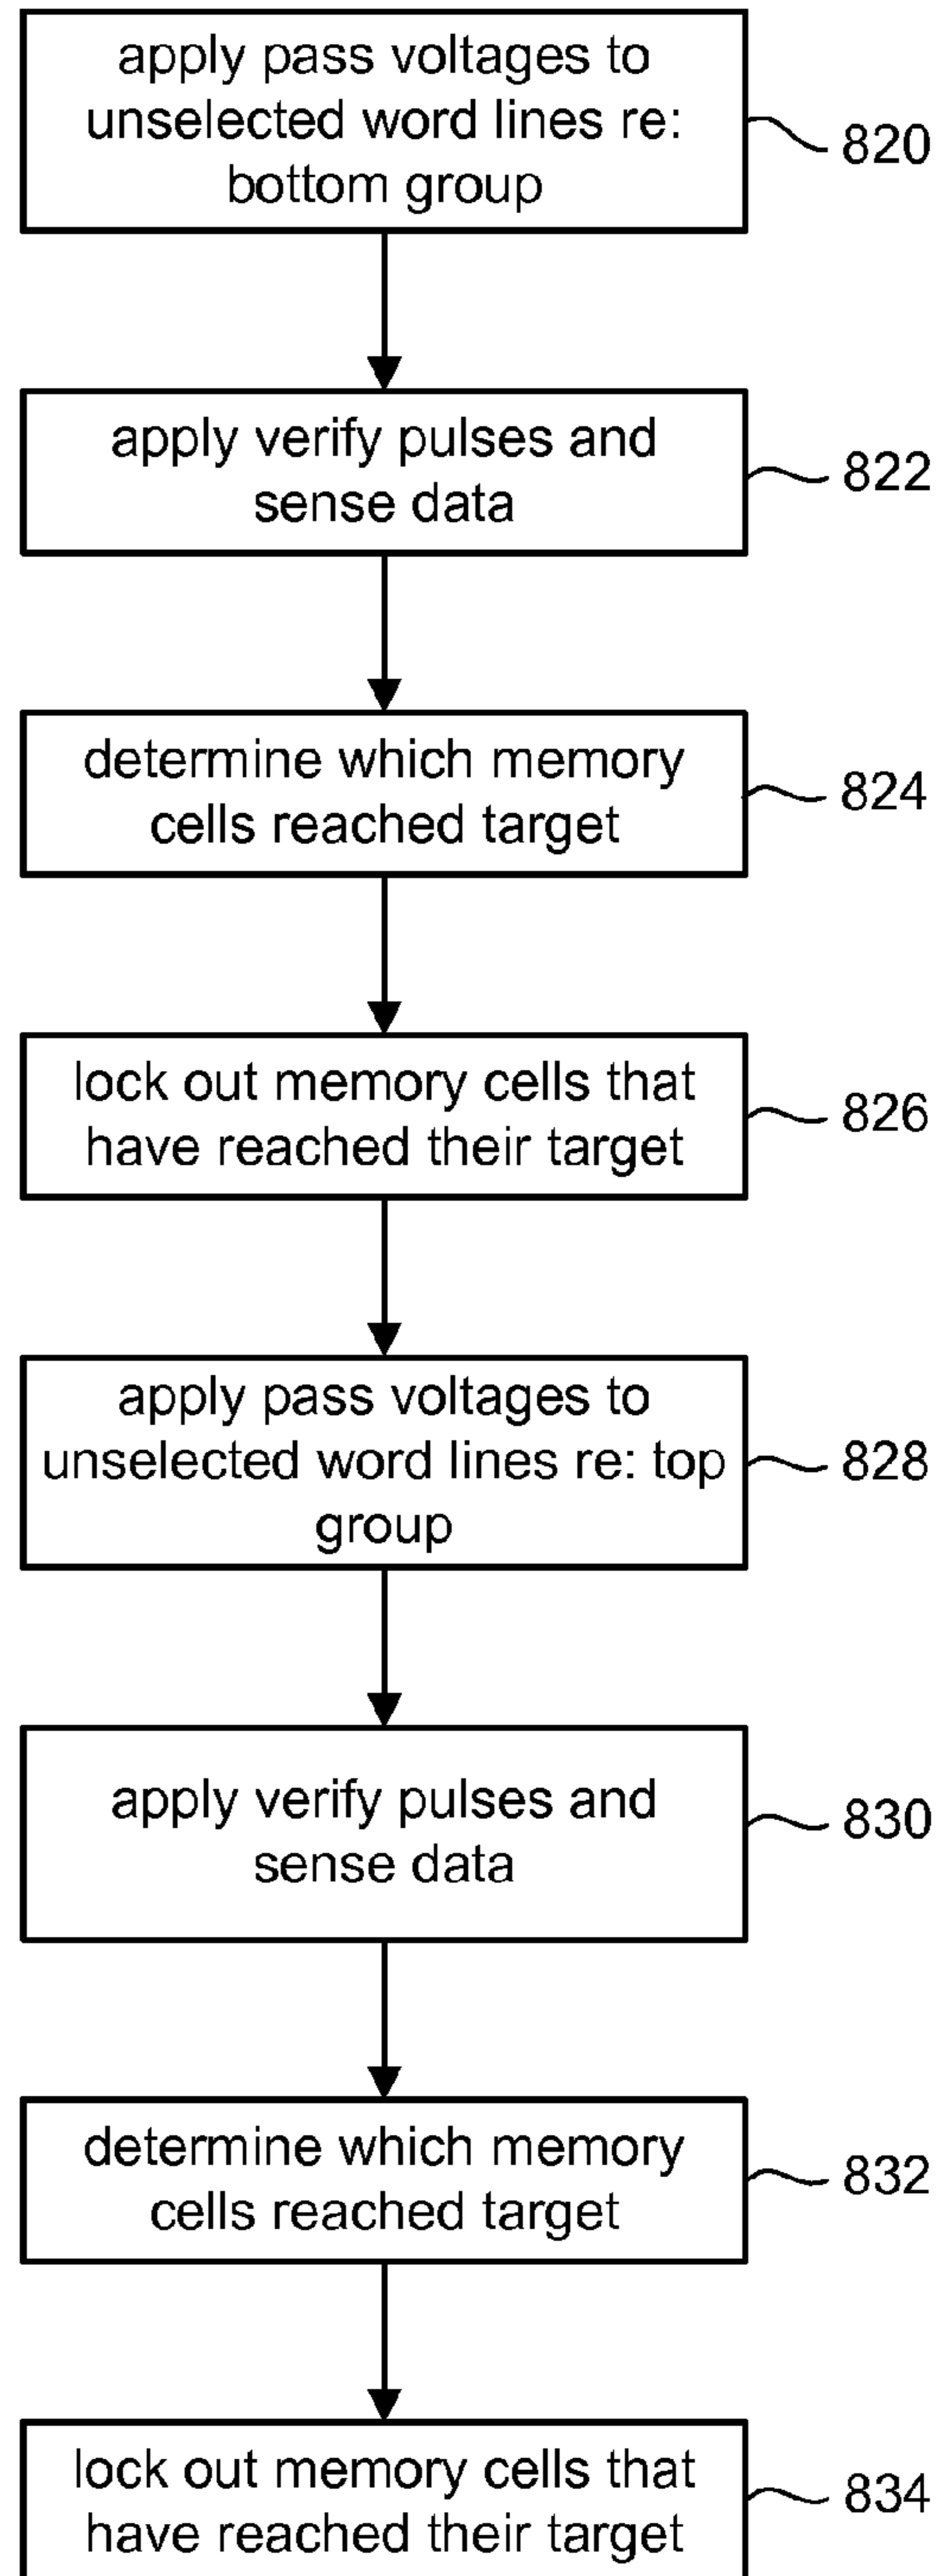 apply pass voltages to
unselected word lines re:
bottom group
820
apply verify pulses and
sense data
822
determine which memory
cells reached target
824
lock out memory cells that
have reached their target
826
apply pass voltages to
unselected word lines re: top
group
828
apply verify pulses and
sense data
830
determine which memory
cells reached target
832
lock out memory cells that
have reached their target
834